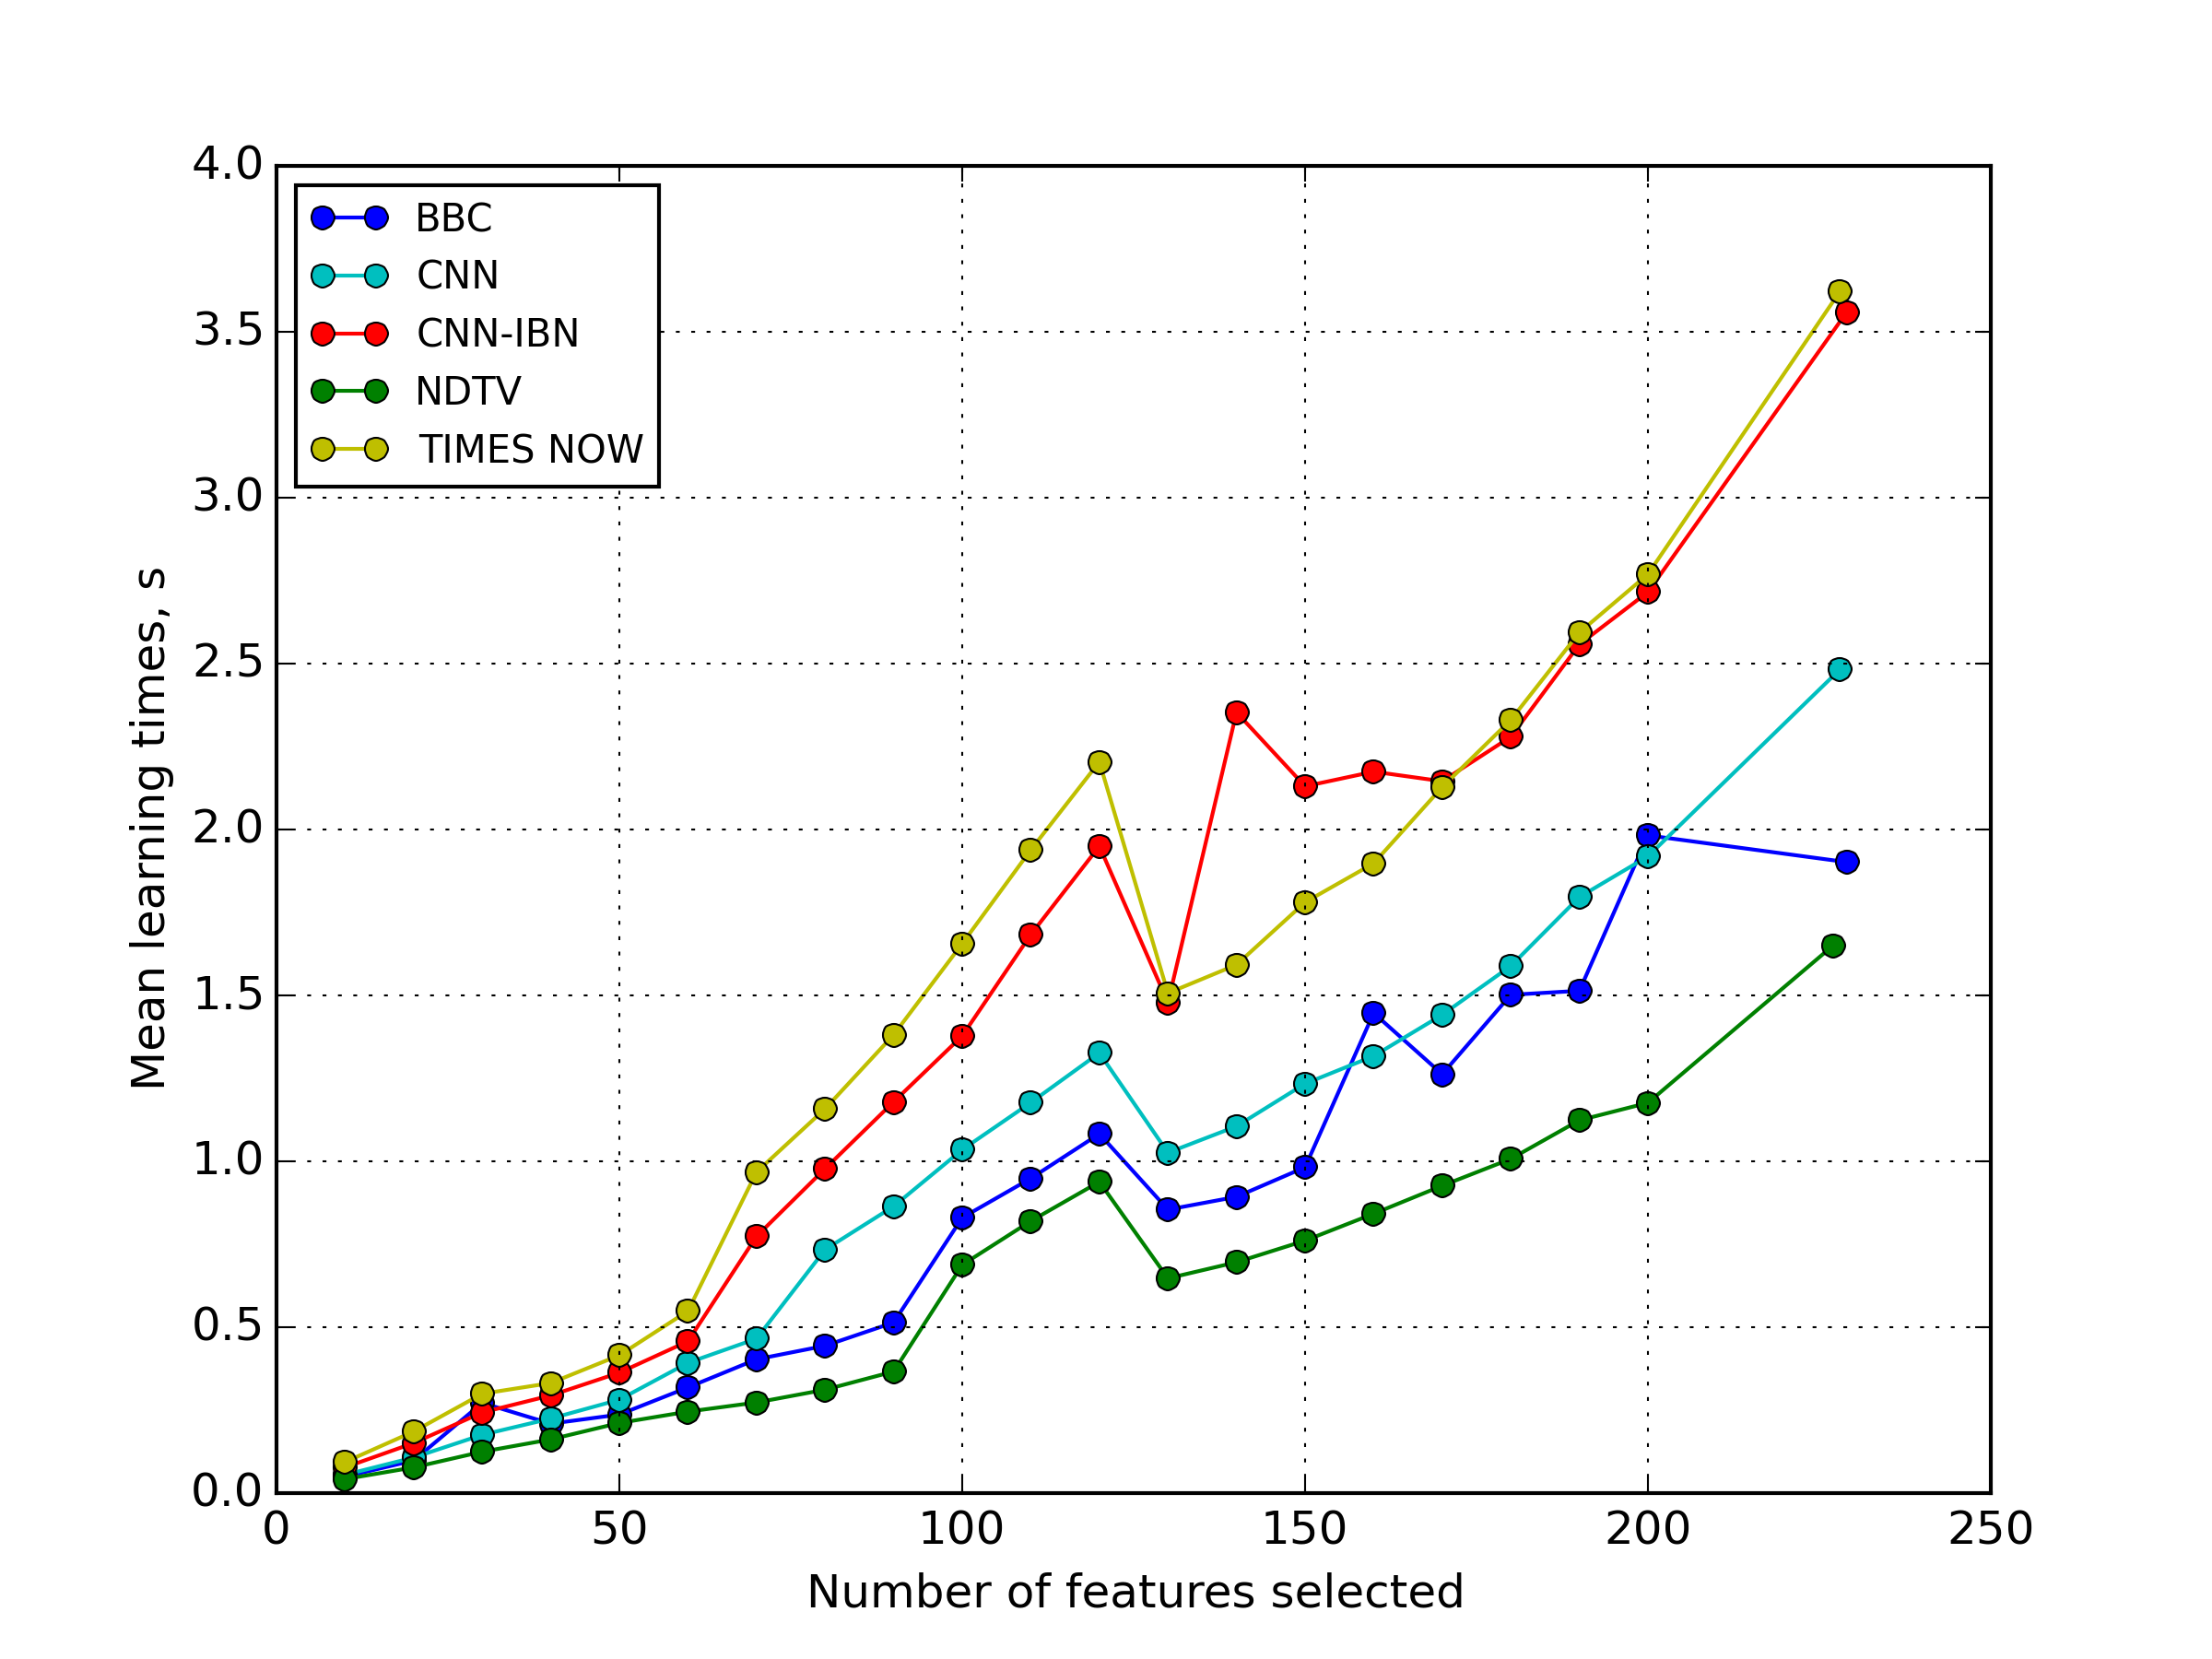 4.0
3.5
3.0
2.5
2.0
1.5
1.0
0.5
0.0
BBC
CNN
CNN-IBN
NDTV
TIMES NOW
Mean learning times, s
0 50 100 150 200 250
Number of features selected